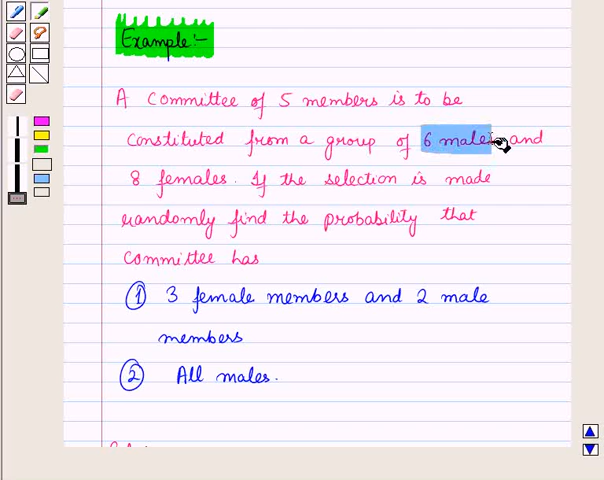 Example:-
A Committee of 5 members is to be
Constituted from a group of 6 males and
8 females. If the selection is made
randomly find the probability that
Committee has
① 3 female members and 2 male
members
② All males.